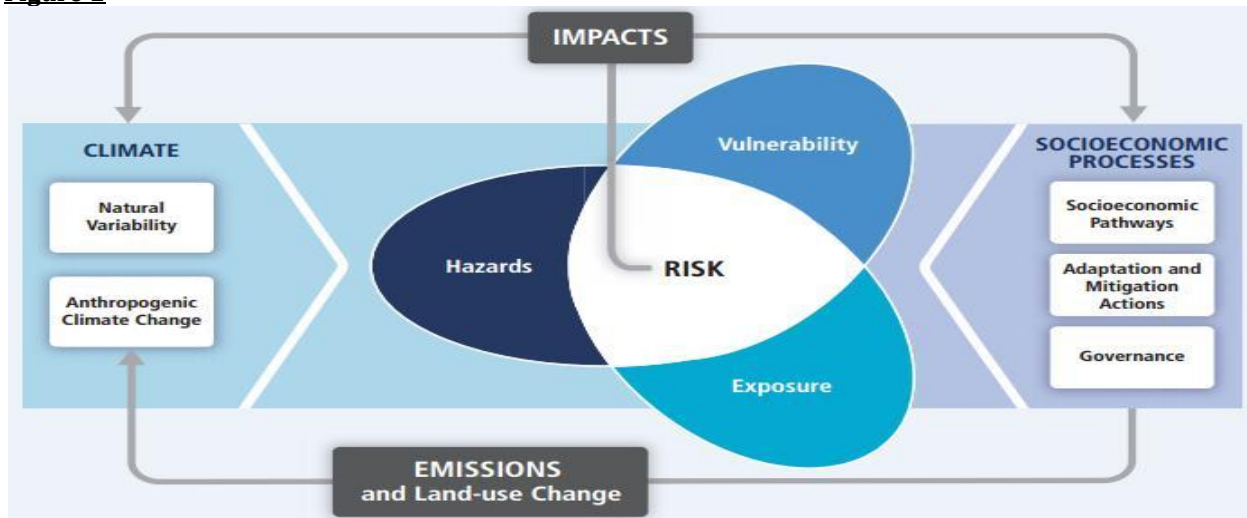 IMPACTS
CLIMATE
Natural
Variability
Anthropogenic
Climate Change
Vulnerability
Hazards
RISK
Exposure
SOCIOECONOMIC
PROCESSES
Socioeconomic
Pathways
Adaptation and
Mitigation
Actions
Governance
EMISSIONS
and Land-use Change